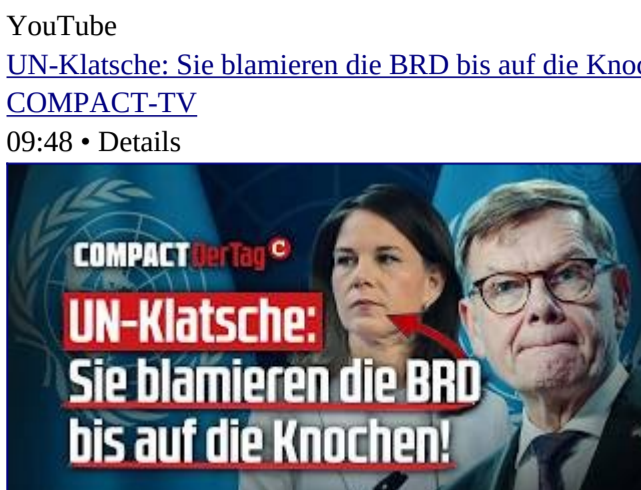 YouTube
UN-Klatsche: Sie blamieren die BRD bis auf die
COMPACT-TV
09:48 • Details
COMPACT DerTag C
UN-Klatsche:
Sie blamieren die BRD
bis auf die Knochen!